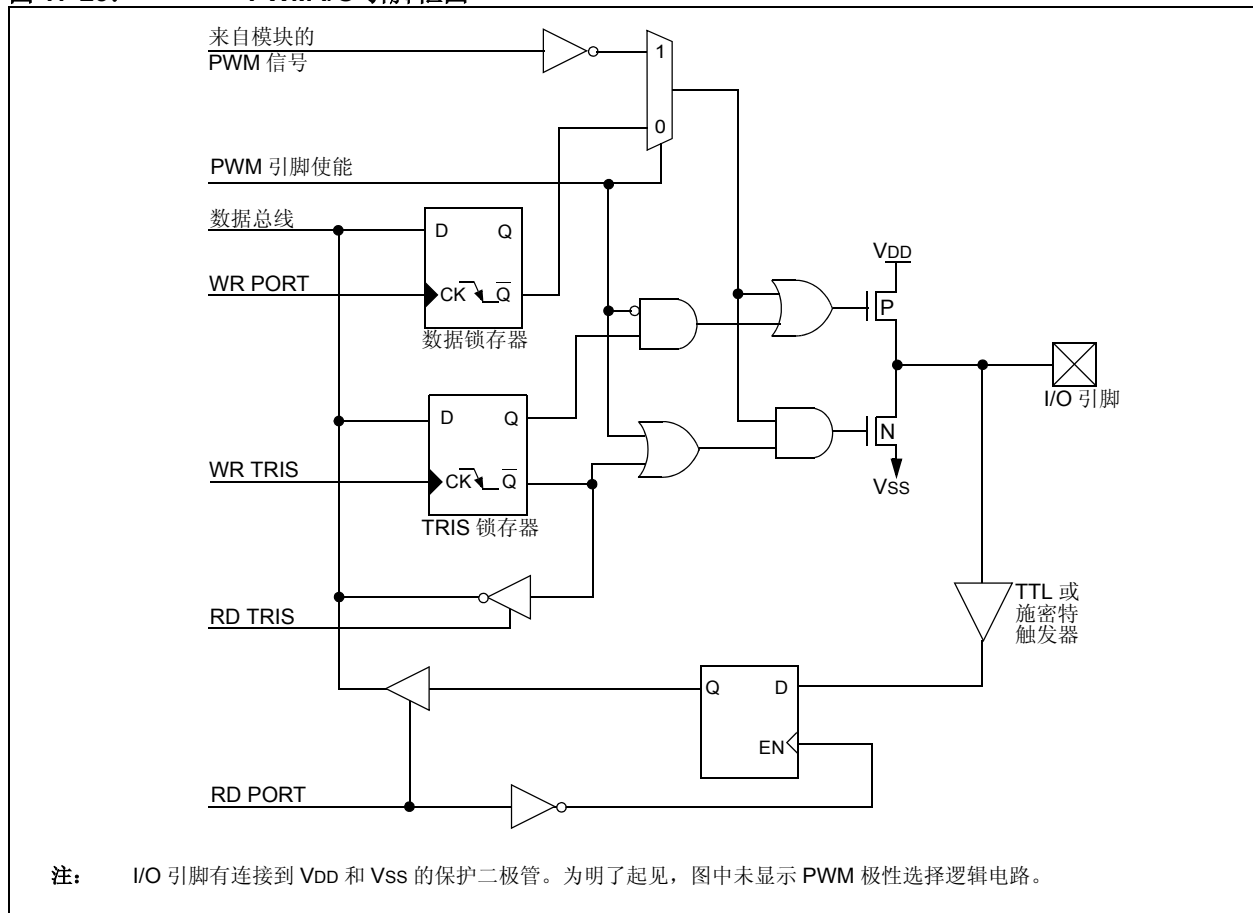 来自模块的
PWM 信号
1
0
PWM 引脚使能
数据总线
D Q
WR PORT
CK Q
数据锁存器
VDD
P
I/O 引脚
D Q
N
WR TRIS
CK Q
VSS
TRIS 锁存器
RD TRIS
TTL 或
施密特
触发器
Q D
EN
RD PORT
注： I/O 引脚有连接到 VDD 和 VSS 的保护二极管。为明了起见，图中未显示 PWM 极性选择逻辑电路。